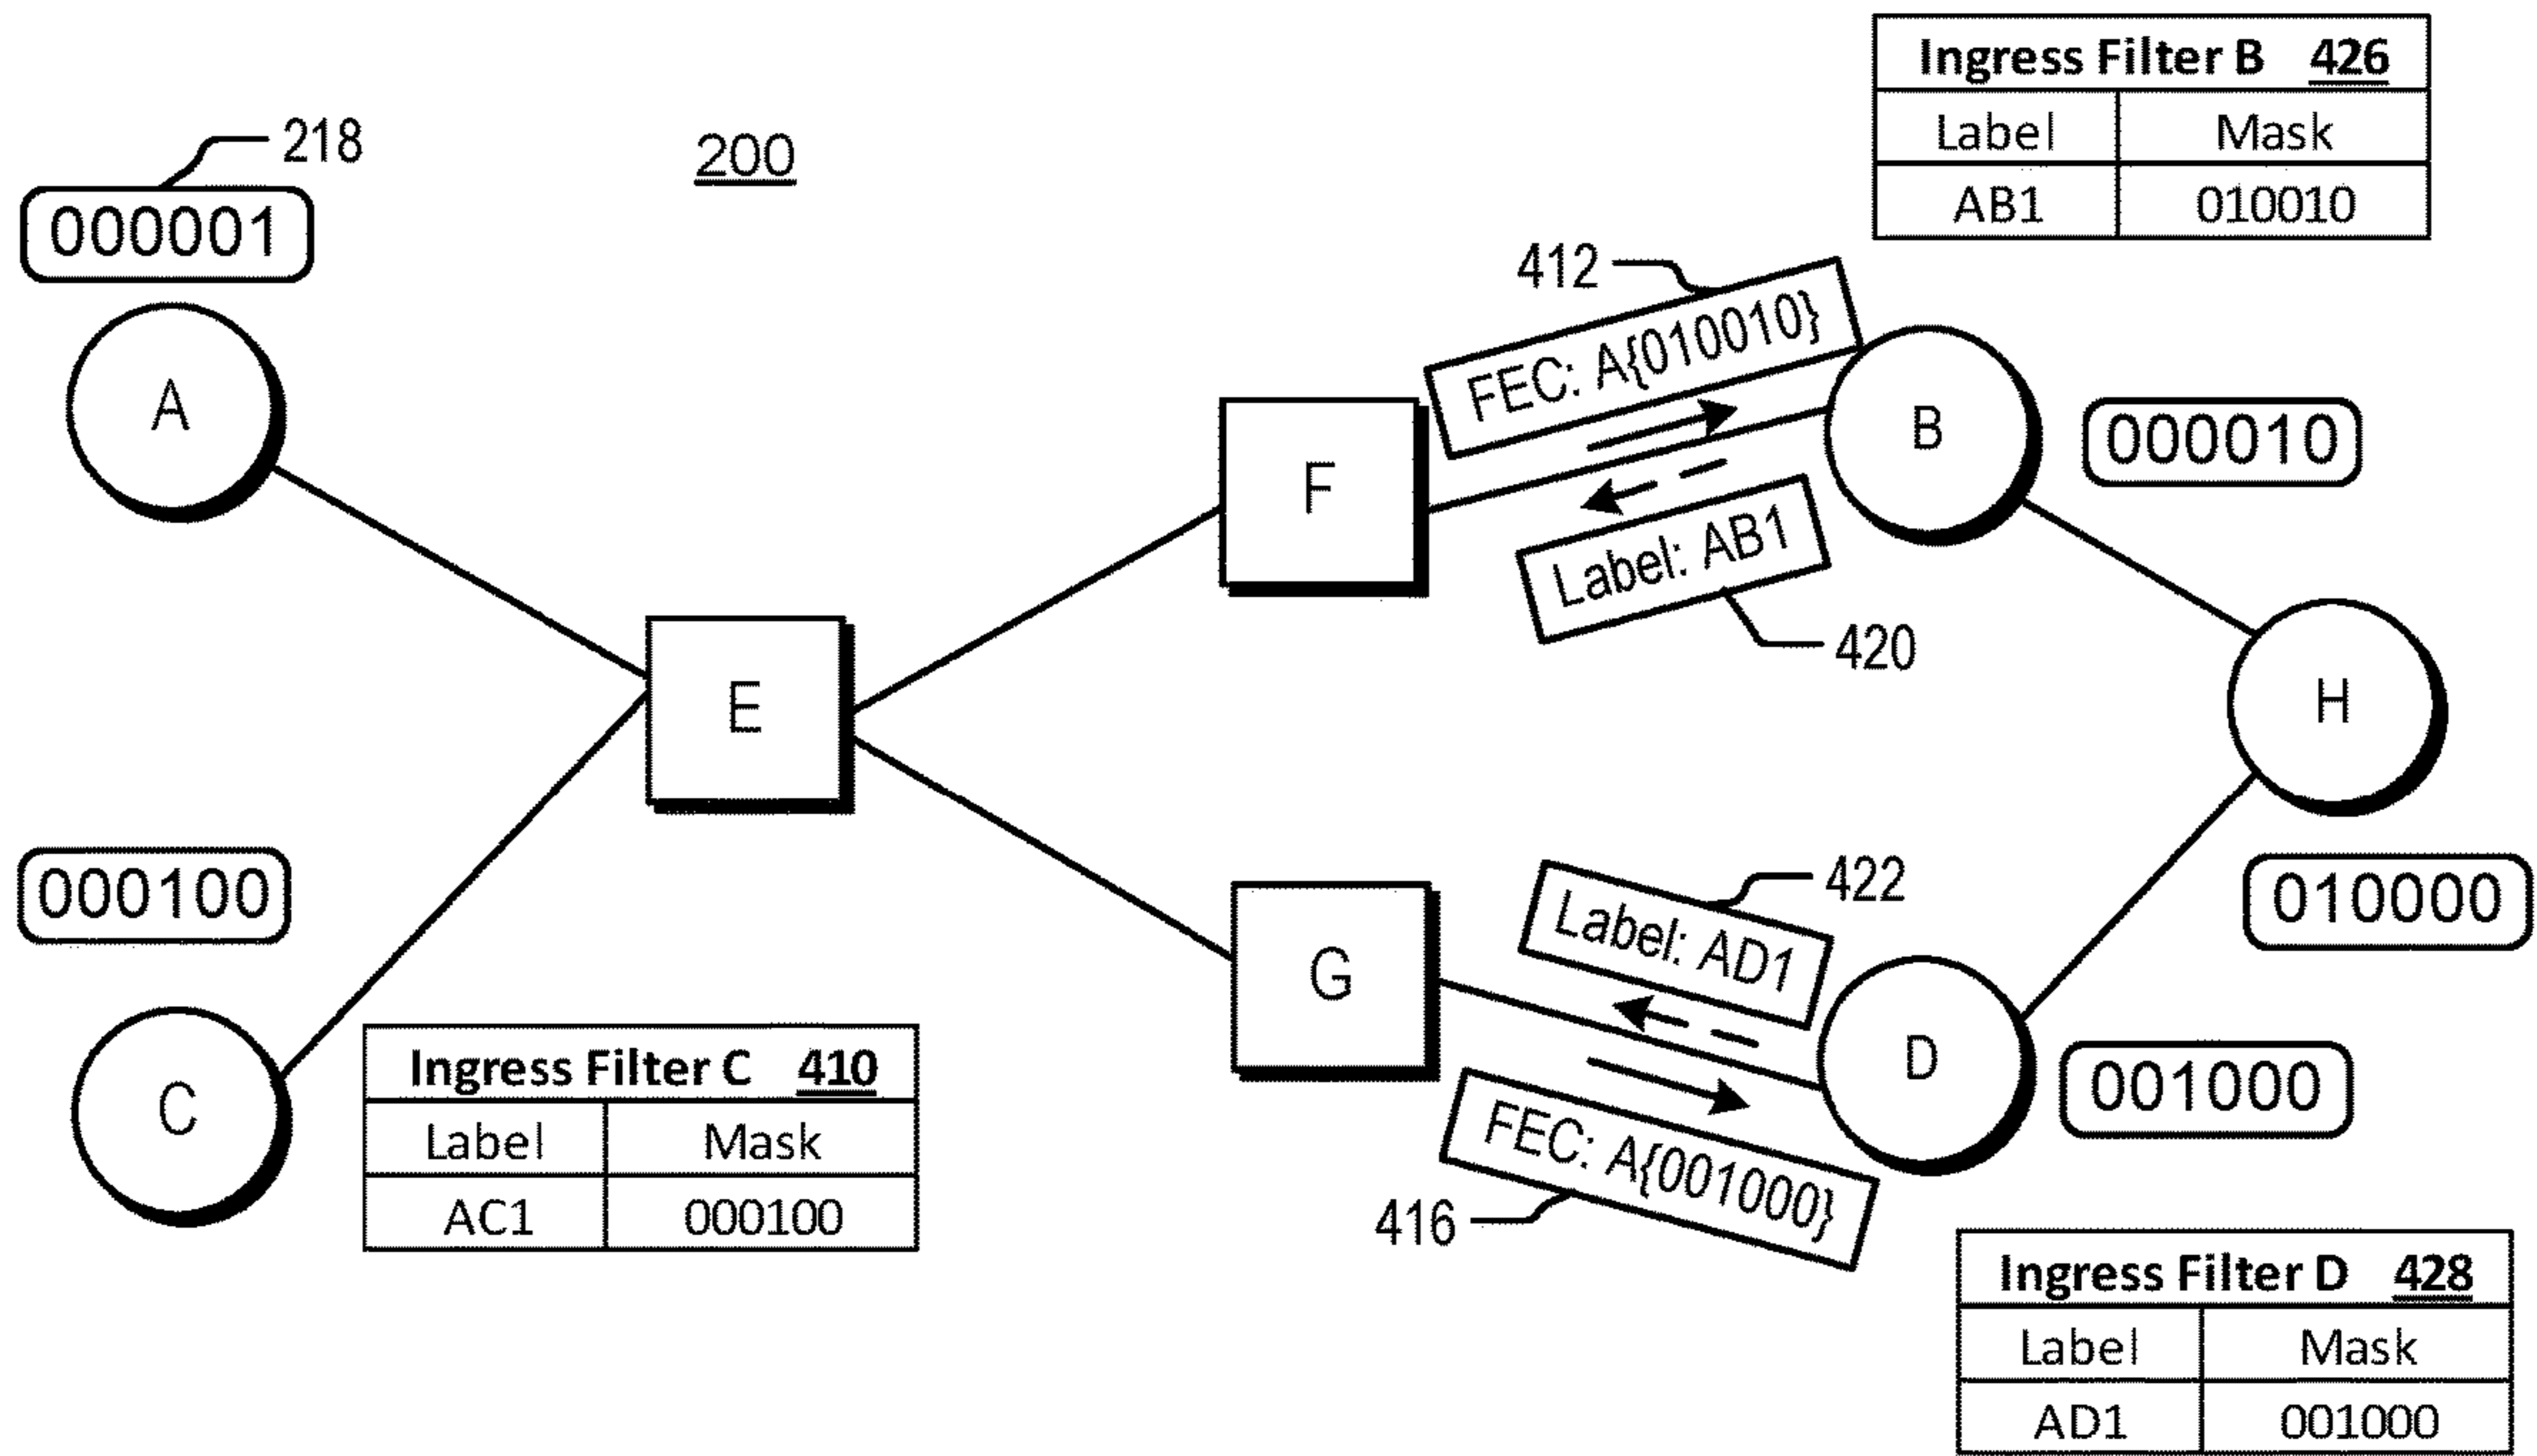 Ingress Filter B 426
Label Mask
AB1 010010
218
200
000001
412
FEC: A{010010}
A
B
000010
F
Label: AB1
420
E
H
000100
422
Label: AD1
010000
G
D
001000
C
Ingress Filter C 410
Label Mask
AC1 000100
FEC: A{001000}
416
Ingress Filter D 428
Label Mask
AD1 001000